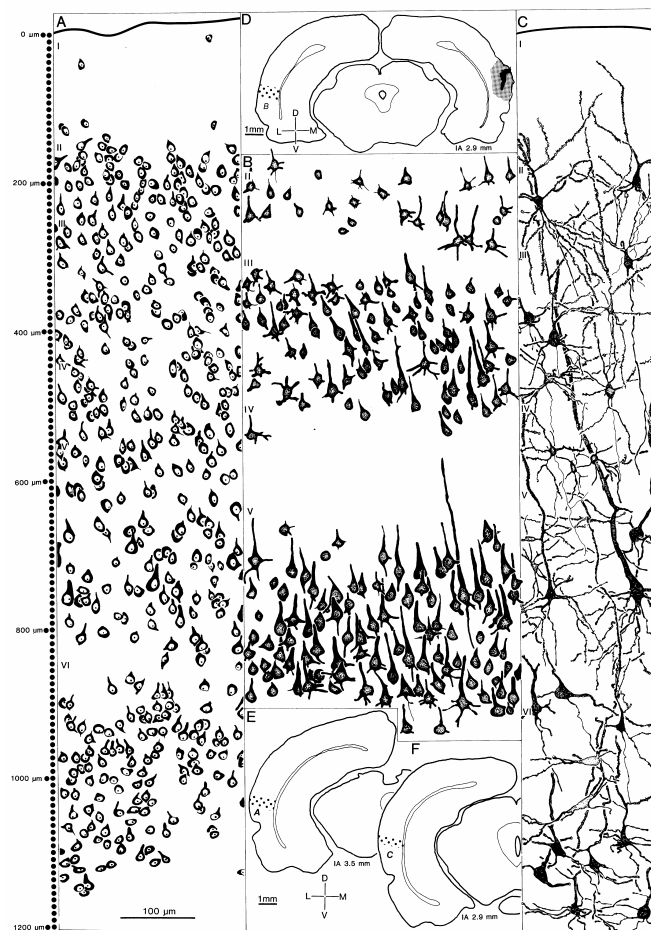 A
0 µm
I
II
200 µm
III
400 µm
IV
V
600 µm
800 µm
VI
1000 µm
1200 µm
100 µm
D
B
1mm
D
L
M
V
IA 2.9 mm
B
II
III
IV
V
E
A
IA 3.5 mm
1mm
D
L
M
V
F
C
IA 2.9 mm
C
I
II
III
IV
V
VI